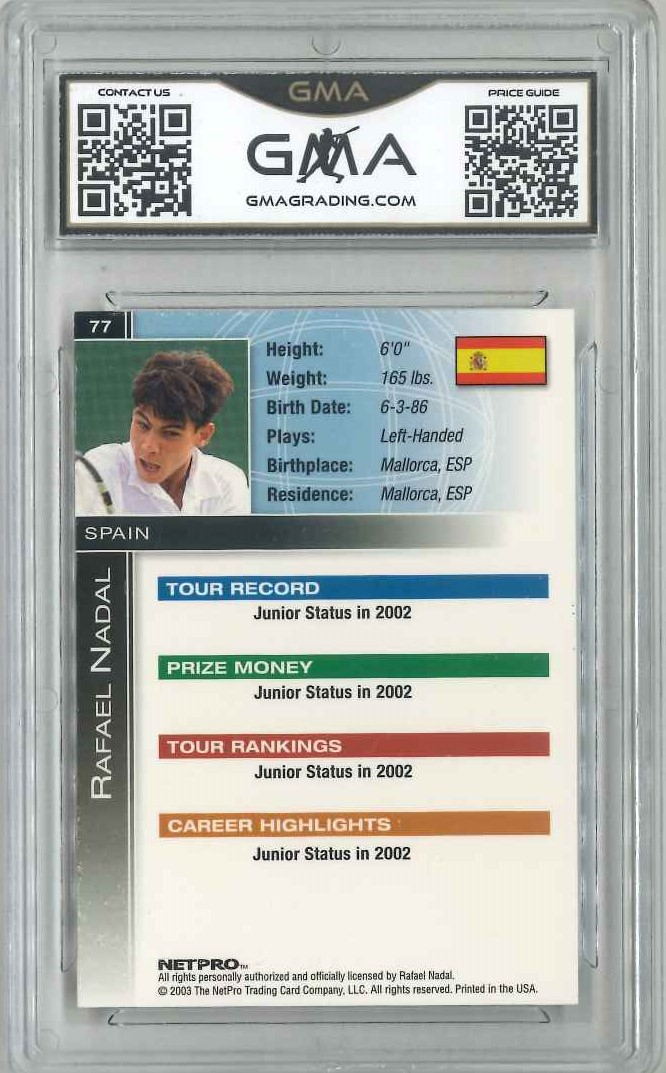 CONTACT US
GMA
PRICE GUIDE
GMA
GMAGRADING.COM
77
Height: 6'0"
Weight: 165 lbs.
Birth Date: 6-3-86
Plays: Left-Handed
Birthplace: Mallorca, ESP
Residence: Mallorca, ESP
SPAIN
RAFAEL NADAL
TOUR RECORD
Junior Status in 2002
PRIZE MONEY
Junior Status in 2002
TOUR RANKINGS
Junior Status in 2002
CAREER HIGHLIGHTS
Junior Status in 2002
NETPRO™
All rights personally authorized and officially licensed by Rafael Nadal.
© 2003 The NetPro Trading Card Company, LLC. All rights reserved. Printed in the USA.